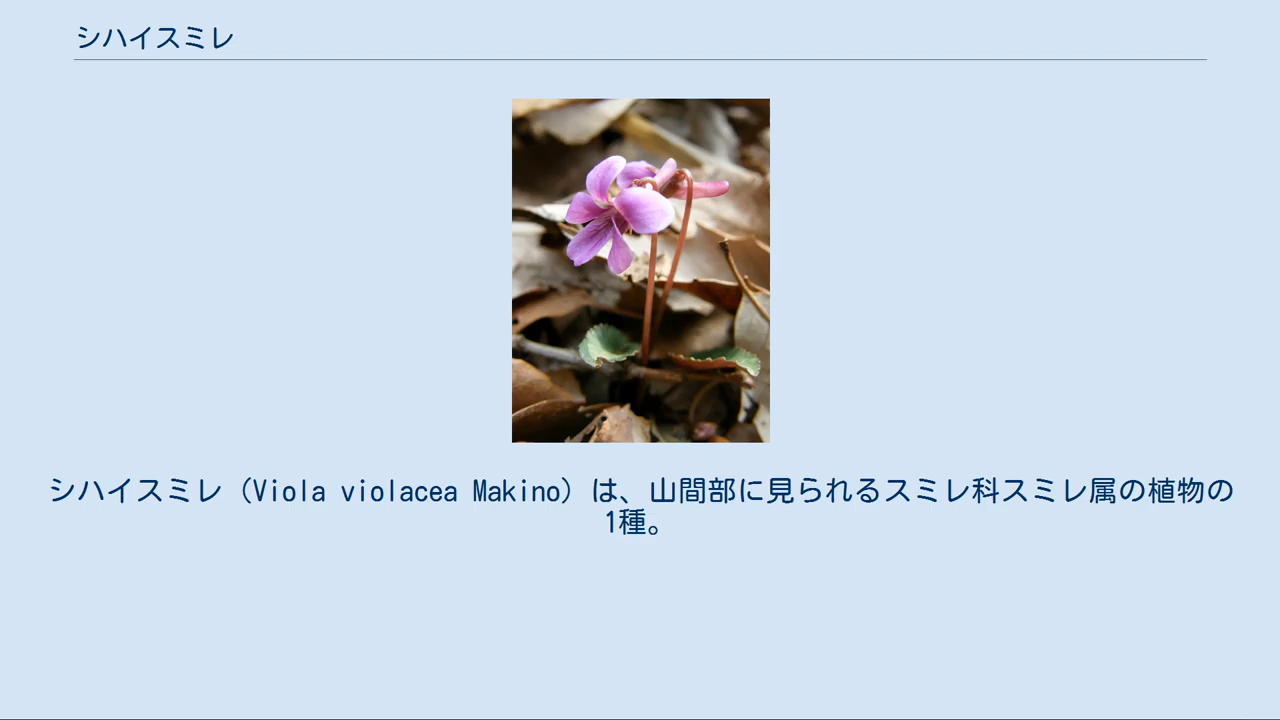 シハイスミレ
シハイスミレ（Viola violacea Makino）は、山間部に見られるスミレ科スミレ属の植物の
1種。